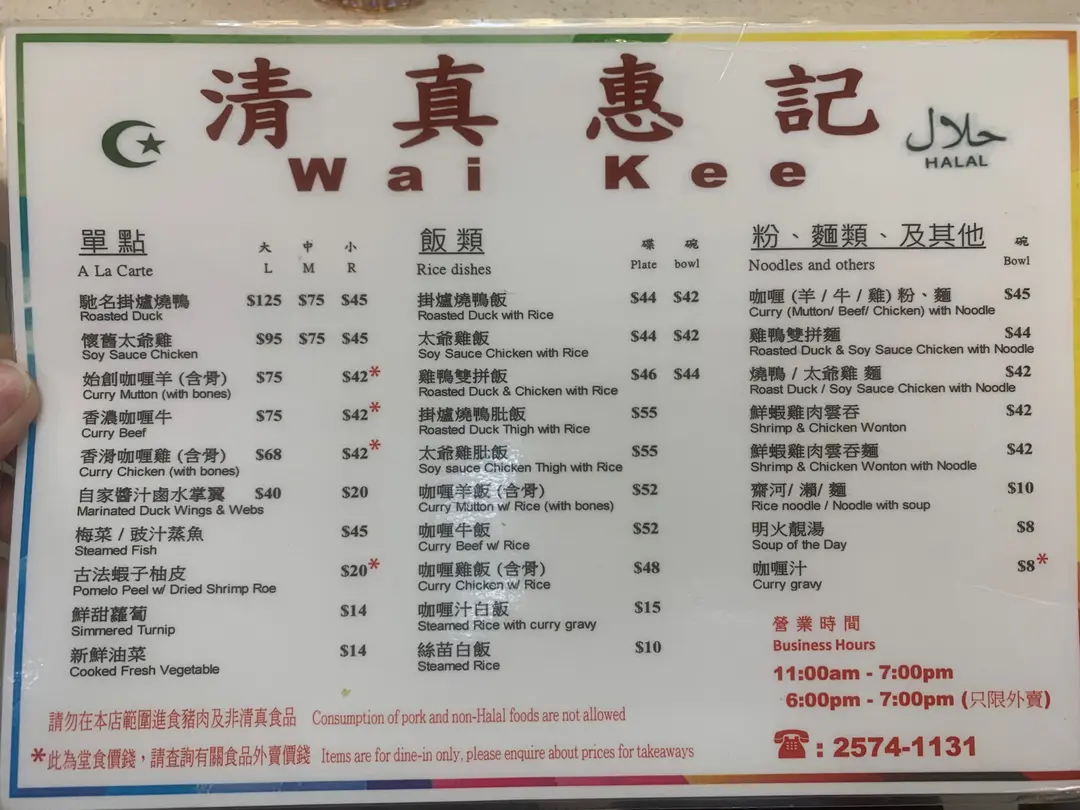 清真惠記
Wai Kee
حلال
HALAL
單點
A La Carte
大 中 小
L M R
馳名掛爐燒鴨 $125 $75 $45
Roasted Duck
懷舊太爺雞 $95 $75 $45
Soy Sauce Chicken
始創咖喱羊 (含骨) $75 $42*
Curry Mutton (with bones)
香濃咖喱牛 $75 $42*
Curry Beef
香滑咖喱雞 (含骨) $68 $42*
Curry Chicken (with bones)
自家醬汁鹵水掌翼 $40 $20
Marinated Duck Wings & Webs
梅菜 / 豉汁蒸魚 $45
Steamed Fish
古法蝦子柚皮 $20*
Pomelo Peel w/ Dried Shrimp Roe
鮮甜蘿蔔 $14
Simmered Turnip
新鮮油菜 $14
Cooked Fresh Vegetable
飯類
Rice dishes
碟 碗
Plate bowl
掛爐燒鴨飯 $44 $42
Roasted Duck with Rice
太爺雞飯 $44 $42
Soy Sauce Chicken with Rice
雞鴨雙拼飯 $46 $44
Roasted Duck & Chicken with Rice
掛爐燒鴨肶飯 $55
Roasted Duck Thigh with Rice
太爺雞肶飯 $55
Soy sauce Chicken Thigh with Rice
咖喱羊飯 (含骨) $52
Curry Mutton w/ Rice (with bones)
咖喱牛飯 $52
Curry Beef w/ Rice
咖喱雞飯 (含骨) $48
Curry Chicken w/ Rice
咖喱汁白飯 $15
Steamed Rice with curry gravy
絲苗白飯 $10
Steamed Rice
粉、麵類、及其他
Noodles and others
碗
Bowl
咖喱 (羊 / 牛 / 雞) 粉、麵 $45
Curry (Mutton/ Beef/ Chicken) with Noodle
雞鴨雙拼麵 $44
Roasted Duck & Soy Sauce Chicken with Noodle
燒鴨 / 太爺雞 麵 $42
Roast Duck / Soy Sauce Chicken with Noodle
鮮蝦雞肉雲吞 $42
Shrimp & Chicken Wonton
鮮蝦雞肉雲吞麵 $42
Shrimp & Chicken Wonton with Noodle
齋河/ 瀨/ 麵 $10
Rice noodle / Noodle with soup
明火靚湯 $8
Soup of the Day
咖喱汁 $8*
Curry gravy
營業時間
Business Hours
11:00am - 7:00pm
6:00pm - 7:00pm (只限外賣)
☎ : 2574-1131
請勿在本店範圍進食豬肉及非清真食品 Consumption of pork and non-Halal foods are not allowed
*此為堂食價錢，請查詢有關食品外賣價錢 Items are for dine-in only, please enquire about prices for takeaways